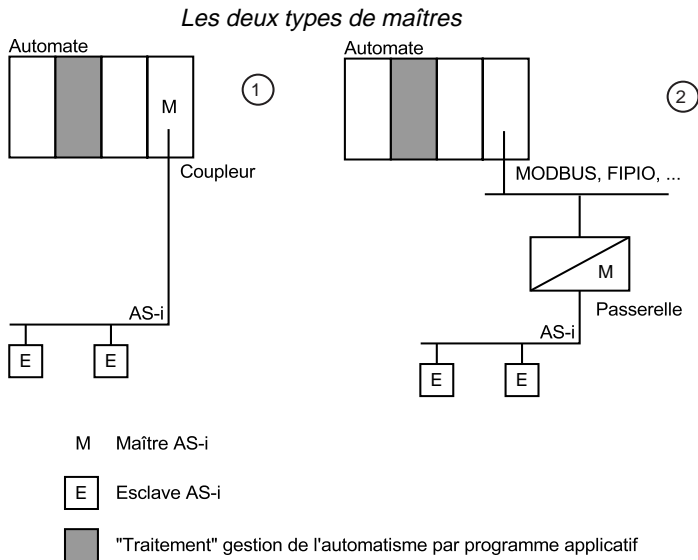 Les deux types de maîtres
Automate
1
M
Coupleur
AS-i
E
E
Automate
2
MODBUS, FIPIO, ...
M
Passerelle
AS-i
E
E
M Maître AS-i
E Esclave AS-i
"Traitement" gestion de l'automatisme par programme applicatif